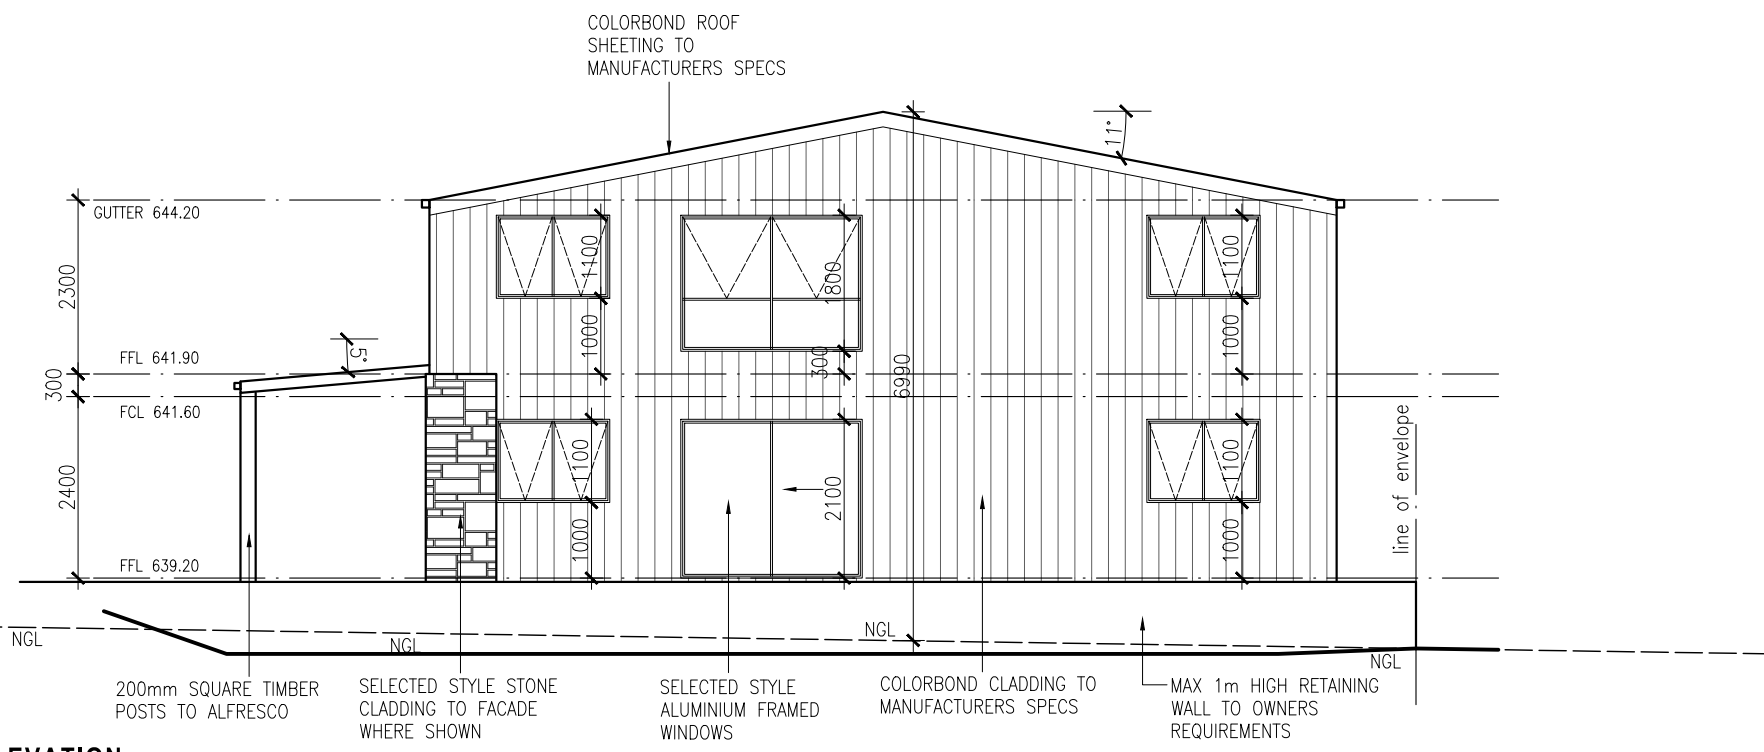 COLORBOND ROOF
SHEETING TO
MANUFACTURERS SPECS
11°
GUTTER 644.20
2300
1100
1800
1100
1000
300
6990
1000
5°
FFL 641.90
300
FCL 641.60
line of envelope
2400
1100
2100
1100
1000
1000
FFL 639.20
NGL
NGL
NGL
NGL
200mm SQUARE TIMBER
POSTS TO ALFRESCO
SELECTED STYLE STONE
CLADDING TO FACADE
WHERE SHOWN
SELECTED STYLE
ALUMINIUM FRAMED
WINDOWS
COLORBOND CLADDING TO
MANUFACTURERS SPECS
MAX 1m HIGH RETAINING
WALL TO OWNERS
REQUIREMENTS